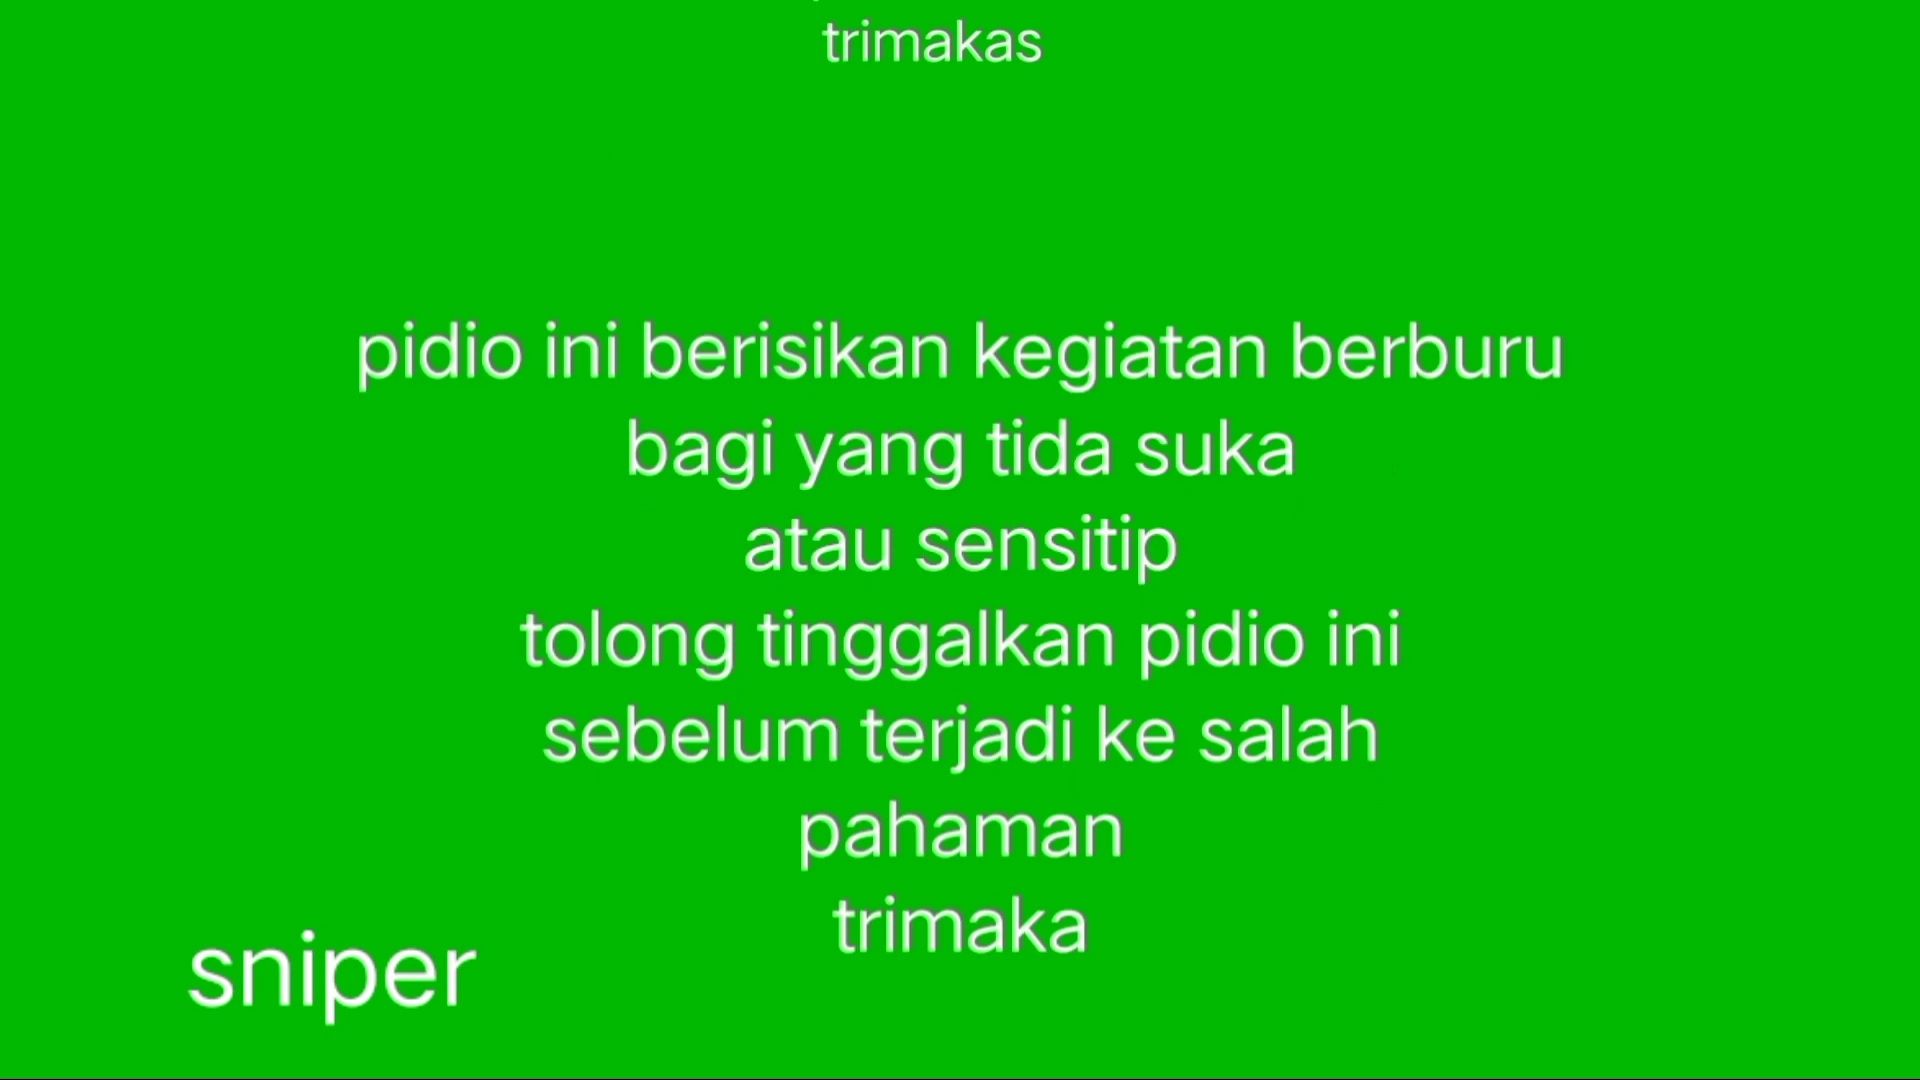 trimakas
pidio ini berisikan kegiatan berburu
bagi yang tida suka
atau sensitip
tolong tinggalkan pidio ini
sebelum terjadi ke salah
pahaman
trimaka
sniper